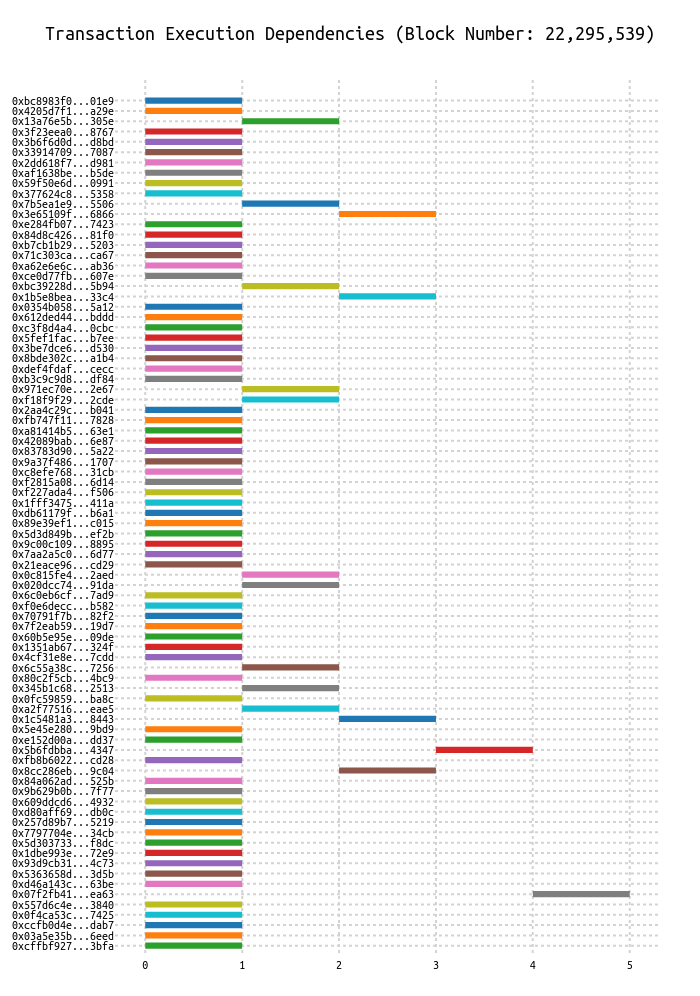 Transaction Execution Dependencies (Block Number: 22,295,539)
0xbc8983f0...01e9
0x4205d7f1...a29e
0x13a76e5b...305e
0x3f23eea0...8767
0x3b6f6d0d...d8bd
0x33914709...7087
0x2dd618f7...d981
0xaf1638be...b5de
0x59f50e6d...0991
0x377624c8...5358
0x7b5ea1e9...5506
0x3e65109f...6866
0xe284fb07...7423
0x84d8c426...81f0
0xb7cb1b29...5203
0x71c303ca...ca67
0xa62e6e6c...ab36
0xce0d77fb...607e
0xbc39228d...5b94
0x1b5e8bea...33c4
0x0354b058...5a12
0x612ded44...bddd
0xc3f8d4a4...0cbc
0x5fef1fac...b7ee
0x3be7dce6...d530
0x8bde302c...a1b4
0xdef4fdaf...cecc
0xb3c9c9d8...df84
0x971ec70e...2e67
0xf18f9f29...2cde
0x2aa4c29c...b041
0xfb747f11...7828
0xa81414b5...63e1
0x42089bab...6e87
0x83783d90...5a22
0x9a37f486...1707
0xc8efe768...31cb
0xf2815a08...6d14
0xf227ada4...f506
0x1fff3475...411a
0xdb61179f...b6a1
0x89e39ef1...c015
0x5d3d849b...ef2b
0x9c00c109...8895
0x7aa2a5c0...6d77
0x21eace96...cd29
0x0c815fe4...2aed
0x020dcc74...91da
0x6c0eb6cf...7ad9
0xf0e6decc...b582
0x70791f7b...82f2
0x7f2eab59...19d7
0x60b5e95e...09de
0x1351ab67...324f
0x4cf31e8e...7cdd
0x6c55a38c...7256
0x80c2f5cb...4bc9
0x345b1c68...2513
0x0fc59859...ba8c
0xa2f77516...eae5
0x1c5481a3...8443
0x5e45e280...9bd9
0xe152d00a...dd37
0x5b6fdbba...4347
0xfb8b6022...cd28
0x8cc286eb...9c04
0x84a062ad...525b
0x9b629b0b...7f77
0x609ddcd6...4932
0xd80aff69...db0c
0x257d89b7...5219
0x7797704e...34cb
0x5d303733...f8dc
0x1dbe993e...72e9
0x93d9cb31...4c73
0x5363658d...3d5b
0xd46a143c...63be
0x07f2fb41...ea63
0x557d6c4e...3840
0x0f4ca53c...7425
0xccfb0d4e...dab7
0x03a5e35b...6eed
0xcffbf927...3bfa
0 1 2 3 4 5